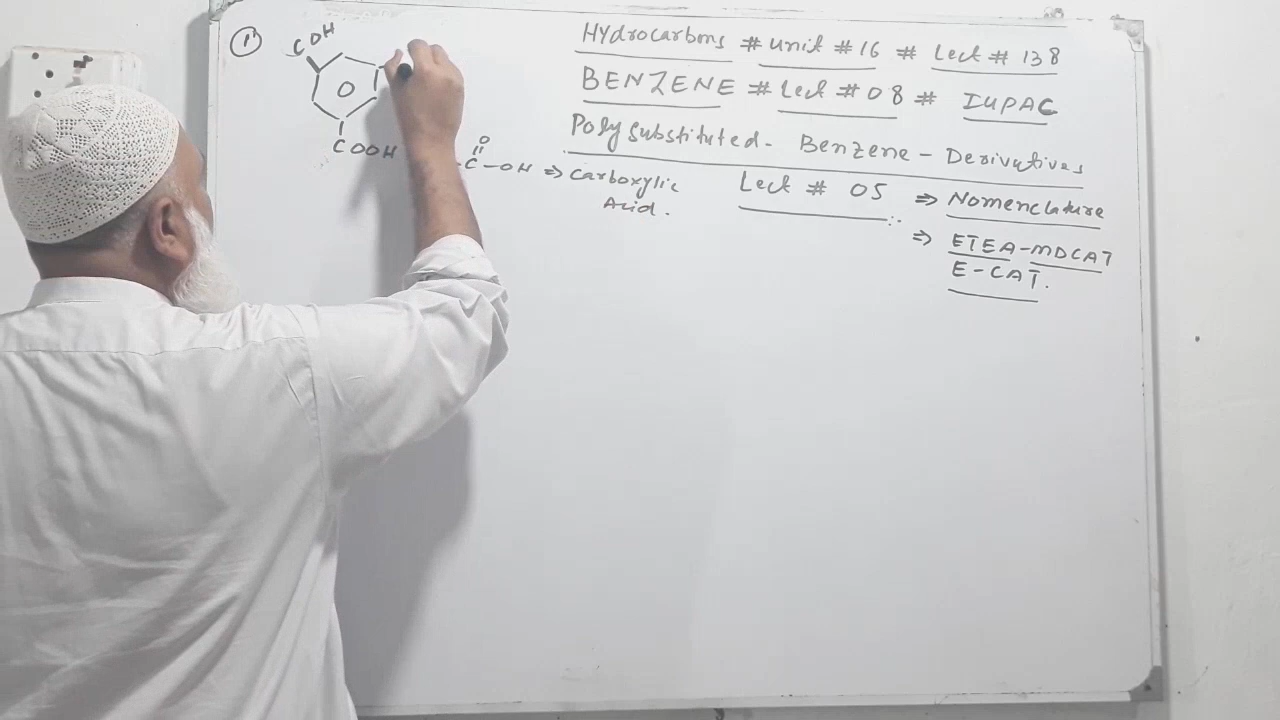 1
COH
O
COOH
O
C-OH ⇒ Carboxylic
Acid.
Hydrocarbons # Unit # 16 # Lect # 138
BENZENE # Lect # 08 # IUPAC
Poly substituted - Benzene - Derivatives
Lect # 05 ⇒ Nomenclature
⇒ ETEA-MDCAT
E-CAT.